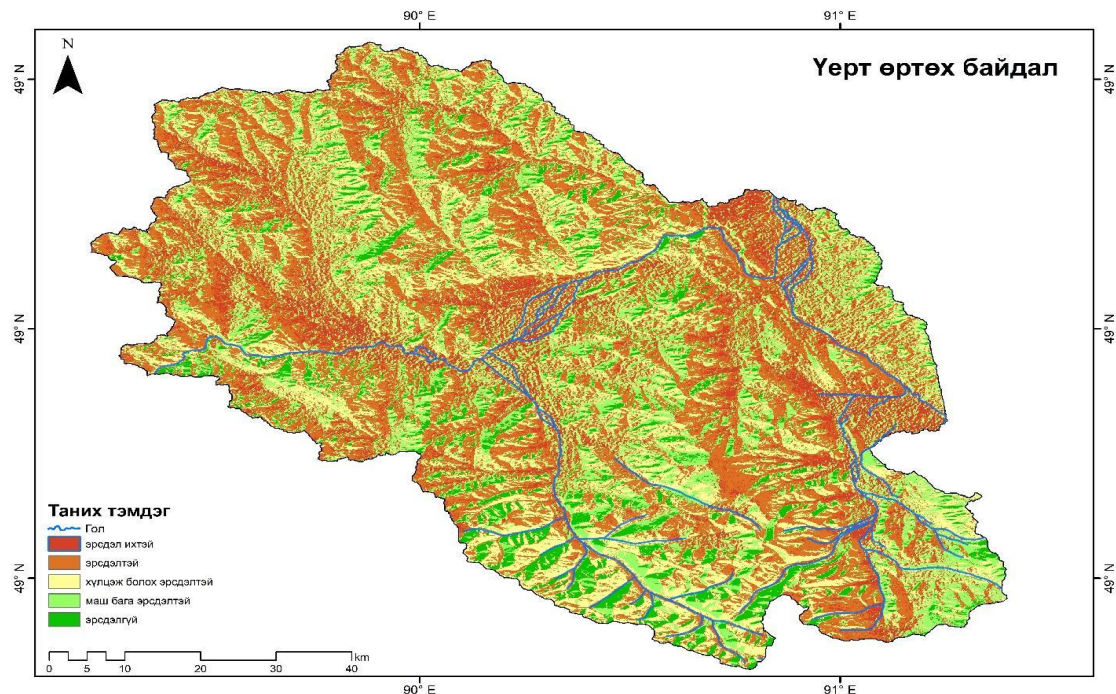 90° E 91° E
Үерт өртөх байдал
N
49° N 49° N
49° N 49° N
49° N 49° N
Таних тэмдэг
Гол
эрсдэл ихтэй
эрсдэлтэй
хүлцэж болох эрсдэлтэй
маш бага эрсдэлтэй
эрсдэлгүй
km
0 5 10 20 30 40
90° E 91° E